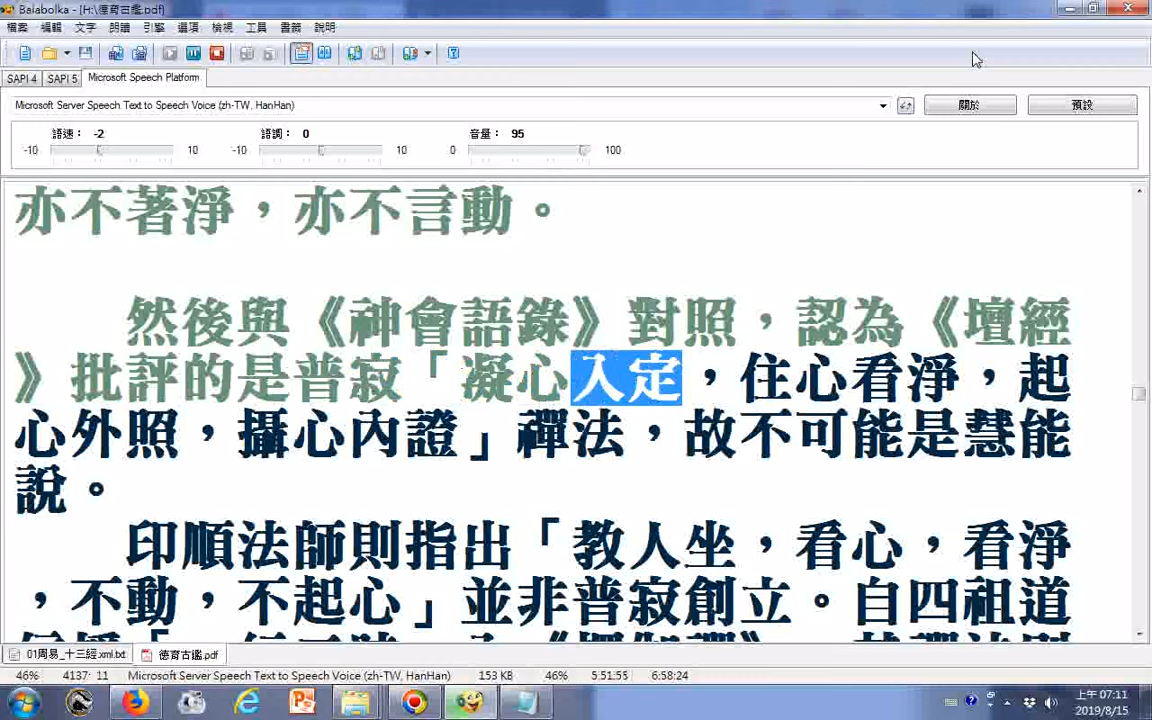 Balabolka - [H:\德育古鑑.pdf]
檔案 編輯 文字 朗讀 引擎 選項 檢視 工具 書籤 說明
SAPI 4 SAPI 5 Microsoft Speech Platform
Microsoft Server Speech Text to Speech Voice (zh-TW, HanHan) 關於 預設
語速： -2 語調： 0 音量： 95
-10 10 -10 10 0 100
亦不著淨，亦不言動。
然後與《神會語錄》對照，認為《壇經
》批評的是普寂「凝心入定，住心看淨，起
心外照，攝心內證」禪法，故不可能是慧能
說。
印順法師則指出「教人坐，看心，看淨
，不動，不起心」並非普寂創立。自四祖道
01周易_十三經.xml.txt 德育古鑑.pdf
46% 4137: 11 Microsoft Server Speech Text to Speech Voice (zh-TW, HanHan) 153 KB 46% 5:51:55 6:58:24
上午 07:11
2019/8/15